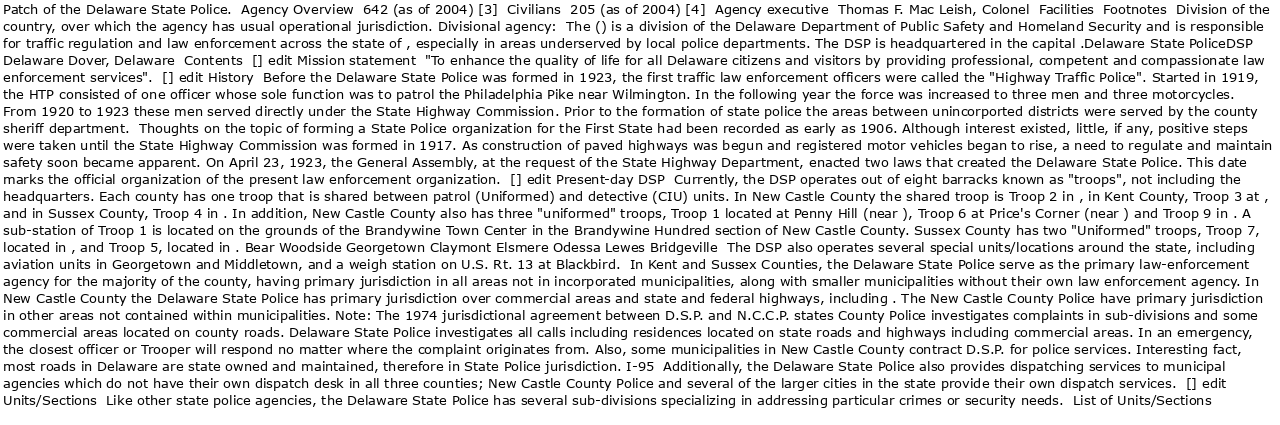 Patch of the Delaware State Police.  Agency Overview  642 (as of 2004) [3]  Civilians  205 (as of 2004) [4]  Agency executive  Thomas F. Mac Leish, Colonel  Facilities  Footnotes  Division of the
country, over which the agency has usual operational jurisdiction. Divisional agency:  The () is a division of the Delaware Department of Public Safety and Homeland Security and is responsible
for traffic regulation and law enforcement across the state of , especially in areas underserved by local police departments. The DSP is headquartered in the capital .Delaware State PoliceDSP
Delaware Dover, Delaware  Contents  [] edit Mission statement  "To enhance the quality of life for all Delaware citizens and visitors by providing professional, competent and compassionate law
enforcement services".  [] edit History  Before the Delaware State Police was formed in 1923, the first traffic law enforcement officers were called the "Highway Traffic Police". Started in 1919,
the HTP consisted of one officer whose sole function was to patrol the Philadelphia Pike near Wilmington. In the following year the force was increased to three men and three motorcycles.
From 1920 to 1923 these men served directly under the State Highway Commission. Prior to the formation of state police the areas between unincorported districts were served by the county
sheriff department.  Thoughts on the topic of forming a State Police organization for the First State had been recorded as early as 1906. Although interest existed, little, if any, positive steps
were taken until the State Highway Commission was formed in 1917. As construction of paved highways was begun and registered motor vehicles began to rise, a need to regulate and maintain
safety soon became apparent. On April 23, 1923, the General Assembly, at the request of the State Highway Department, enacted two laws that created the Delaware State Police. This date
marks the official organization of the present law enforcement organization.  [] edit Present-day DSP  Currently, the DSP operates out of eight barracks known as "troops", not including the
headquarters. Each county has one troop that is shared between patrol (Uniformed) and detective (CIU) units. In New Castle County the shared troop is Troop 2 in , in Kent County, Troop 3 at ,
and in Sussex County, Troop 4 in . In addition, New Castle County also has three "uniformed" troops, Troop 1 located at Penny Hill (near ), Troop 6 at Price's Corner (near ) and Troop 9 in . A
sub-station of Troop 1 is located on the grounds of the Brandywine Town Center in the Brandywine Hundred section of New Castle County. Sussex County has two "Uniformed" troops, Troop 7,
located in , and Troop 5, located in . Bear Woodside Georgetown Claymont Elsmere Odessa Lewes Bridgeville  The DSP also operates several special units/locations around the state, including
aviation units in Georgetown and Middletown, and a weigh station on U.S. Rt. 13 at Blackbird.  In Kent and Sussex Counties, the Delaware State Police serve as the primary law-enforcement
agency for the majority of the county, having primary jurisdiction in all areas not in incorporated municipalities, along with smaller municipalities without their own law enforcement agency. In
New Castle County the Delaware State Police has primary jurisdiction over commercial areas and state and federal highways, including . The New Castle County Police have primary jurisdiction
in other areas not contained within municipalities. Note: The 1974 jurisdictional agreement between D.S.P. and N.C.C.P. states County Police investigates complaints in sub-divisions and some
commercial areas located on county roads. Delaware State Police investigates all calls including residences located on state roads and highways including commercial areas. In an emergency,
the closest officer or Trooper will respond no matter where the complaint originates from. Also, some municipalities in New Castle County contract D.S.P. for police services. Interesting fact,
most roads in Delaware are state owned and maintained, therefore in State Police jurisdiction. I-95  Additionally, the Delaware State Police also provides dispatching services to municipal
agencies which do not have their own dispatch desk in all three counties; New Castle County Police and several of the larger cities in the state provide their own dispatch services.  [] edit
Units/Sections  Like other state police agencies, the Delaware State Police has several sub-divisions specializing in addressing particular crimes or security needs.  List of Units/Sections